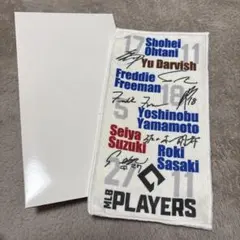 17
11
Shohei
Ohtani
Yu Darvish
Freddie
Freeman
5
18
Yoshinobu
Yamamoto
Seiya
Suzuki
Roki
Sasaki
27
11
MLB
PLAYERS